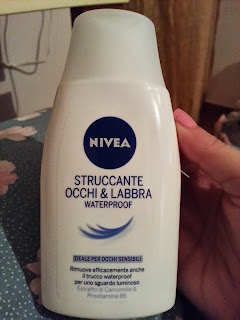 NIVEA
STRUCCANTE
OCCHI & LABBRA
WATERPROOF
IDEALE PER OCCHI SENSIBILI
Rimuove efficacemente anche
il trucco waterproof
per uno sguardo luminoso
Estratto di Camomilla &
Provitamina B5